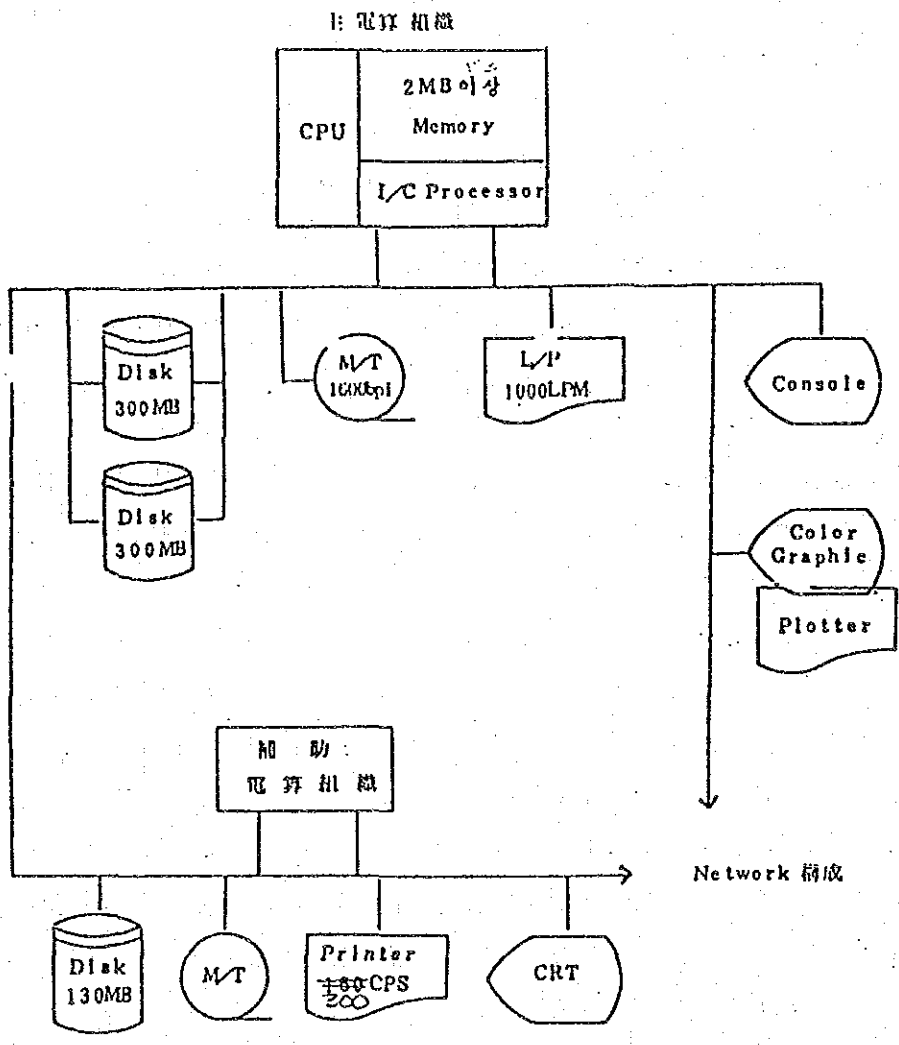 主 電算 組織
2MB 이상
CPU
Memory
I/C Processor
Disk
300MB
M/T
1600bpi
L/P
1000LPM
Console
Disk
300MB
Color
Graphic
Plotter
補 助
電 算 組 織
Network 構成
Disk
130MB
M/T
Printer
180 CPS
200
CRT